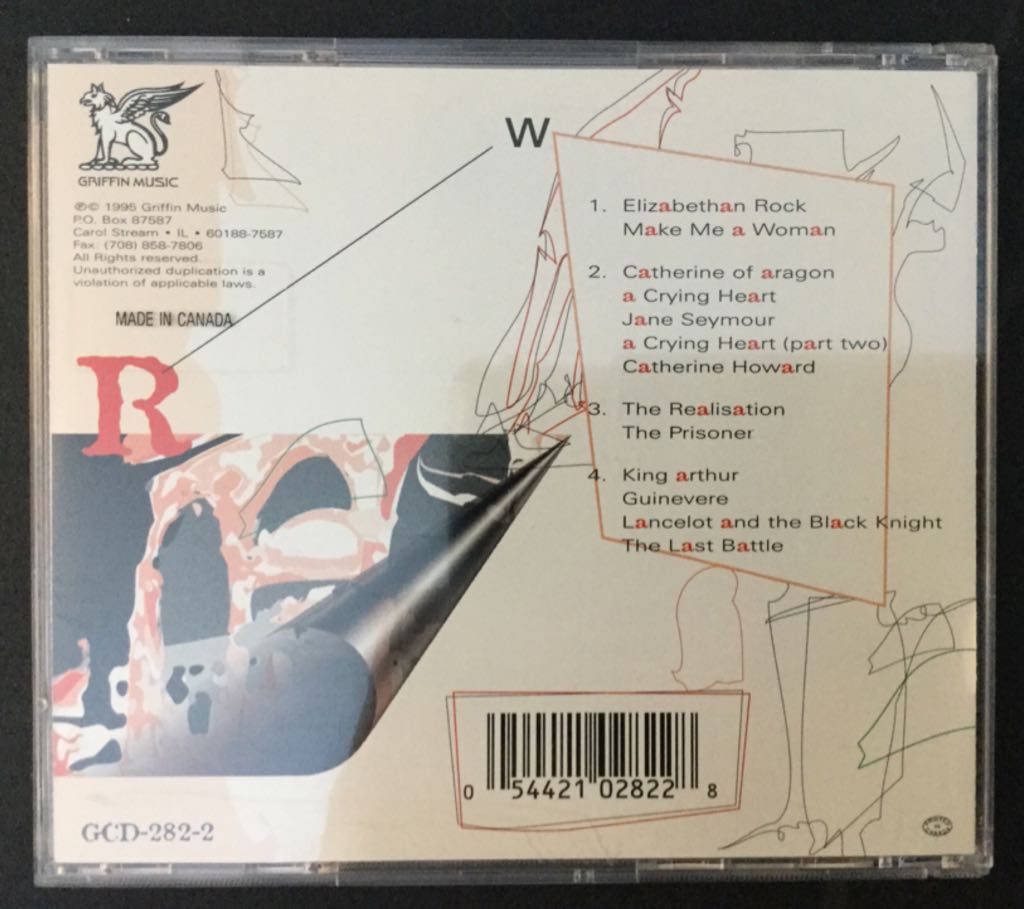 GRIFFIN MUSIC
℗© 1995 Griffin Music
P.O. Box 87587
Carol Stream • IL • 60188-7587
Fax: (708) 858-7806
All Rights reserved.
Unauthorized duplication is a
violation of applicable laws.
MADE IN CANADA
R
W
1. Elizabethan Rock
Make Me a Woman
2. Catherine of aragon
a Crying Heart
Jane Seymour
a Crying Heart (part two)
Catherine Howard
3. The Realisation
The Prisoner
4. King arthur
Guinevere
Lancelot and the Black Knight
The Last Battle
0 54421 02822 8
GCD-282-2